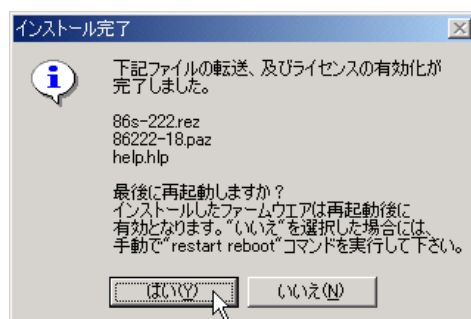 インストール完了
下記ファイルの転送、及びライセンスの有効化が
完了しました。
86s-222.rez
86222-18.paz
help.hlp
最後に再起動しますか？
インストールしたファームウエアは再起動後に
有効となります。"いいえ"を選択した場合には、
手動で"restart reboot"コマンドを実行して下さい。
はい(Y)
いいえ(N)